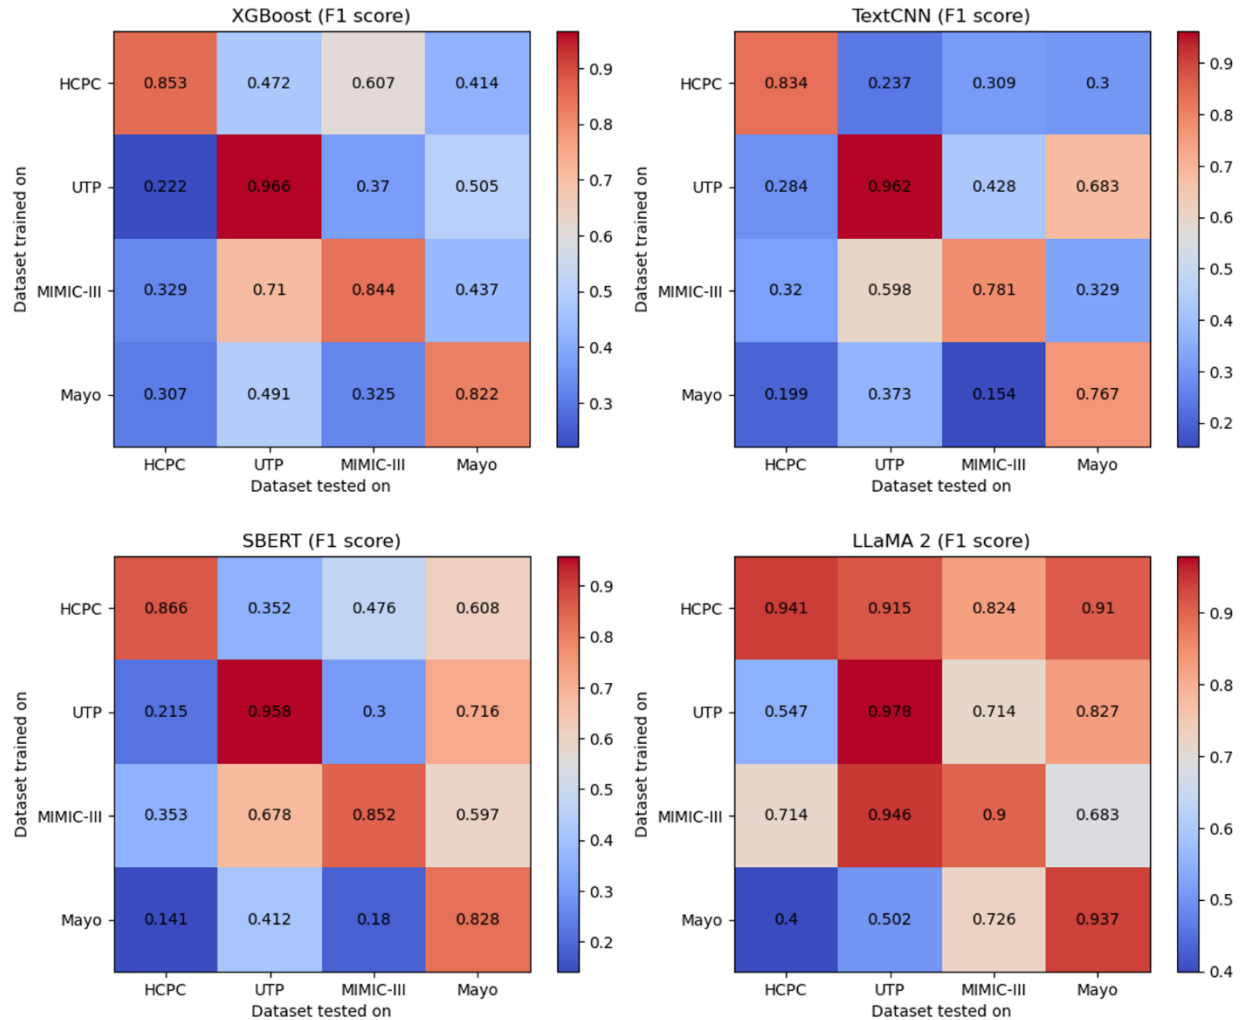 XGBoost (F1 score)
HCPC 0.853 0.472 0.607 0.414
UTP 0.222 0.966 0.37 0.505
MIMIC-III 0.329 0.71 0.844 0.437
Mayo 0.307 0.491 0.325 0.822
HCPC UTP MIMIC-III Mayo
Dataset tested on
Dataset trained on
0.9
0.8
0.7
0.6
0.5
0.4
0.3
TextCNN (F1 score)
HCPC 0.834 0.237 0.309 0.3
UTP 0.284 0.962 0.428 0.683
MIMIC-III 0.32 0.598 0.781 0.329
Mayo 0.199 0.373 0.154 0.767
HCPC UTP MIMIC-III Mayo
Dataset tested on
Dataset trained on
0.9
0.8
0.7
0.6
0.5
0.4
0.3
0.2
SBERT (F1 score)
HCPC 0.866 0.352 0.476 0.608
UTP 0.215 0.958 0.3 0.716
MIMIC-III 0.353 0.678 0.852 0.597
Mayo 0.141 0.412 0.18 0.828
HCPC UTP MIMIC-III Mayo
Dataset tested on
Dataset trained on
0.9
0.8
0.7
0.6
0.5
0.4
0.3
0.2
LLaMA 2 (F1 score)
HCPC 0.941 0.915 0.824 0.91
UTP 0.547 0.978 0.714 0.827
MIMIC-III 0.714 0.946 0.9 0.683
Mayo 0.4 0.502 0.726 0.937
HCPC UTP MIMIC-III Mayo
Dataset tested on
Dataset trained on
0.9
0.8
0.7
0.6
0.5
0.4